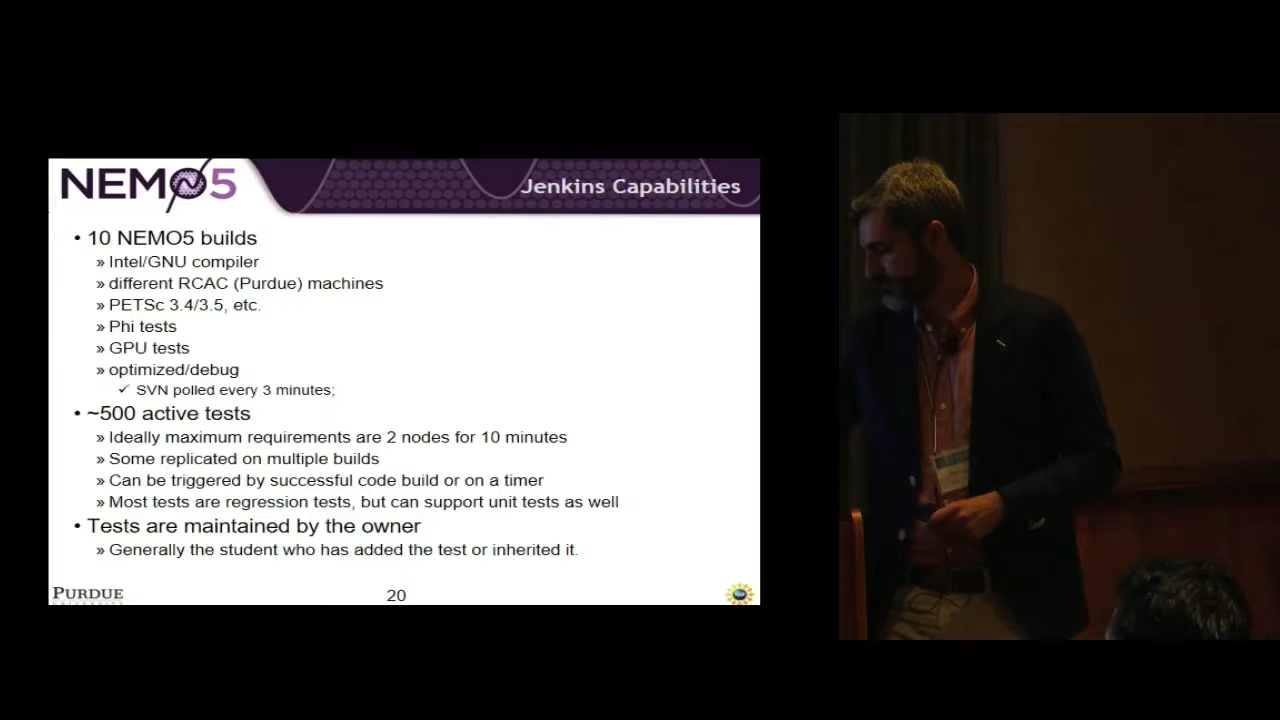 NEMO5
Jenkins Capabilities
• 10 NEMO5 builds
» Intel/GNU compiler
» different RCAC (Purdue) machines
» PETSc 3.4/3.5, etc.
» Phi tests
» GPU tests
» optimized/debug
✓ SVN polled every 3 minutes;
• ~500 active tests
» Ideally maximum requirements are 2 nodes for 10 minutes
» Some replicated on multiple builds
» Can be triggered by successful code build or on a timer
» Most tests are regression tests, but can support unit tests as well
• Tests are maintained by the owner
» Generally the student who has added the test or inherited it.
PURDUE
UNIVERSITY
20